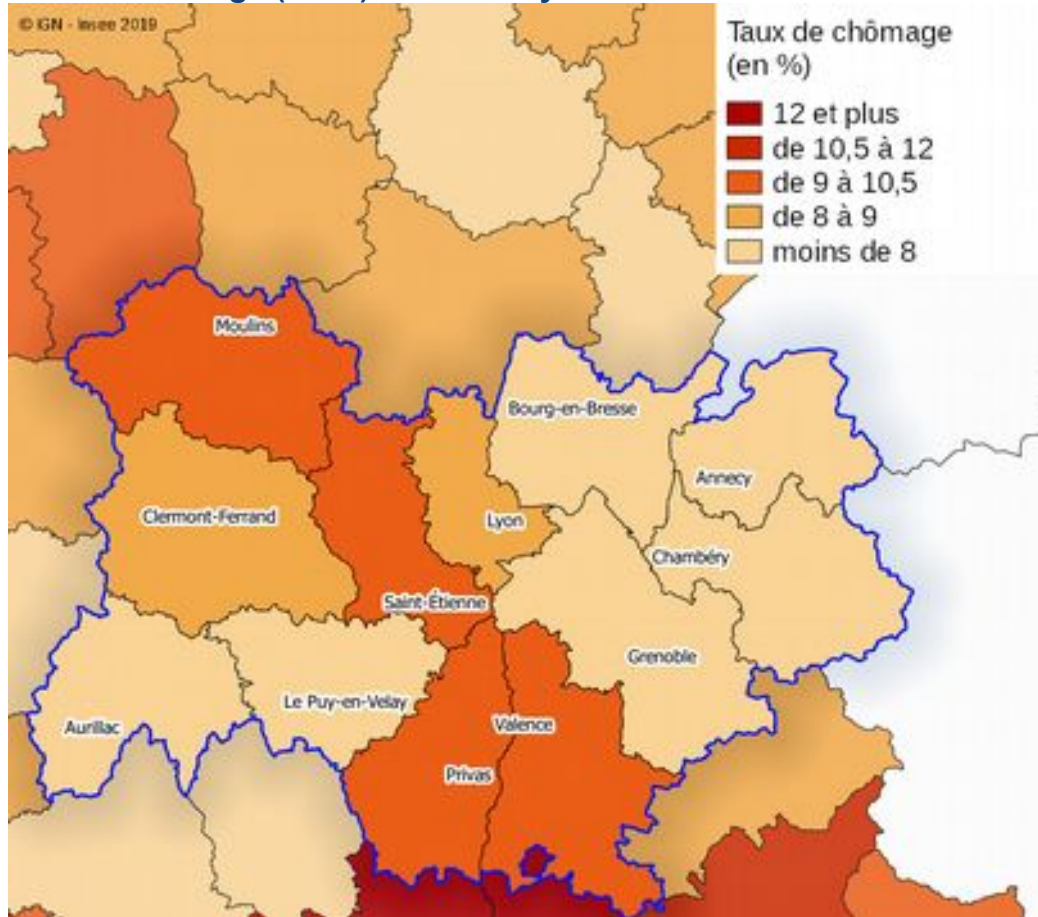 © IGN - Insee 2019
Taux de chômage
(en %)
12 et plus
de 10,5 à 12
de 9 à 10,5
de 8 à 9
moins de 8
Moulins
Bourg-en-Bresse
Annecy
Clermont-Ferrand
Lyon
Chambéry
Saint-Étienne
Grenoble
Le Puy-en-Velay
Aurillac
Valence
Privas